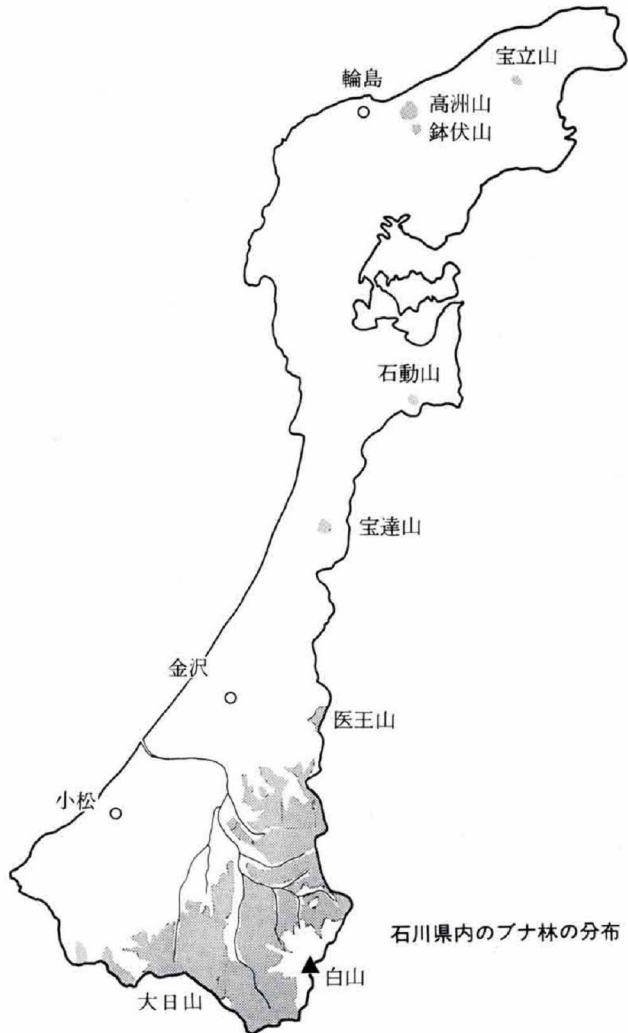 宝立山
輪島
高洲山
鉢伏山
石動山
宝達山
金沢
医王山
小松
石川県内のブナ林の分布
白山
大日山